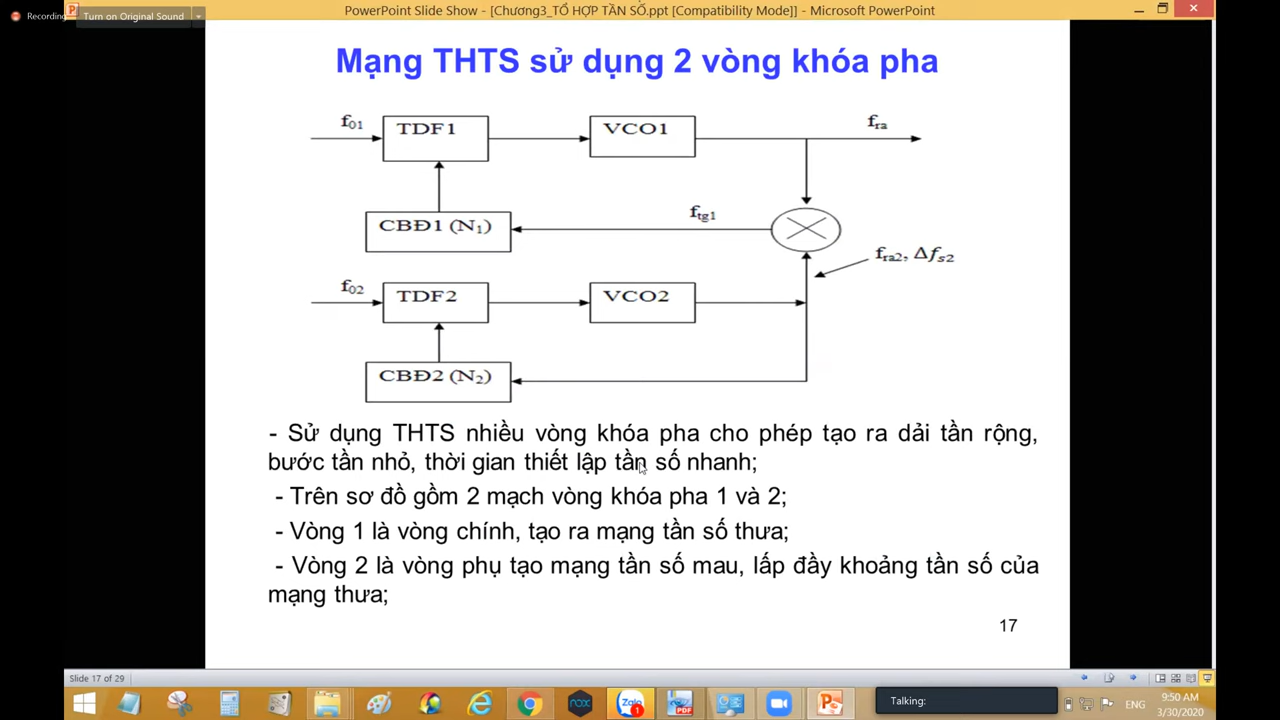 Recording
Turn on Original Sound
PowerPoint Slide Show - [Chương3_TỔ HỢP TẦN SỐ.ppt [Compatibility Mode]] - Microsoft PowerPoint
Mạng THTS sử dụng 2 vòng khóa pha
f01 TDF1 VCO1 fra
CBĐ1 (N1) ftg1
fra2, Δfs2
f02 TDF2 VCO2
CBĐ2 (N2)
- Sử dụng THTS nhiều vòng khóa pha cho phép tạo ra dải tần rộng,
bước tần nhỏ, thời gian thiết lập tần số nhanh;
- Trên sơ đồ gồm 2 mạch vòng khóa pha 1 và 2;
- Vòng 1 là vòng chính, tạo ra mạng tần số thưa;
- Vòng 2 là vòng phụ tạo mạng tần số mau, lấp đầy khoảng tần số của
mạng thưa;
17
Slide 17 of 29
nox
Zalo
1
PDF
Talking:
ENG
9:50 AM
3/30/2020